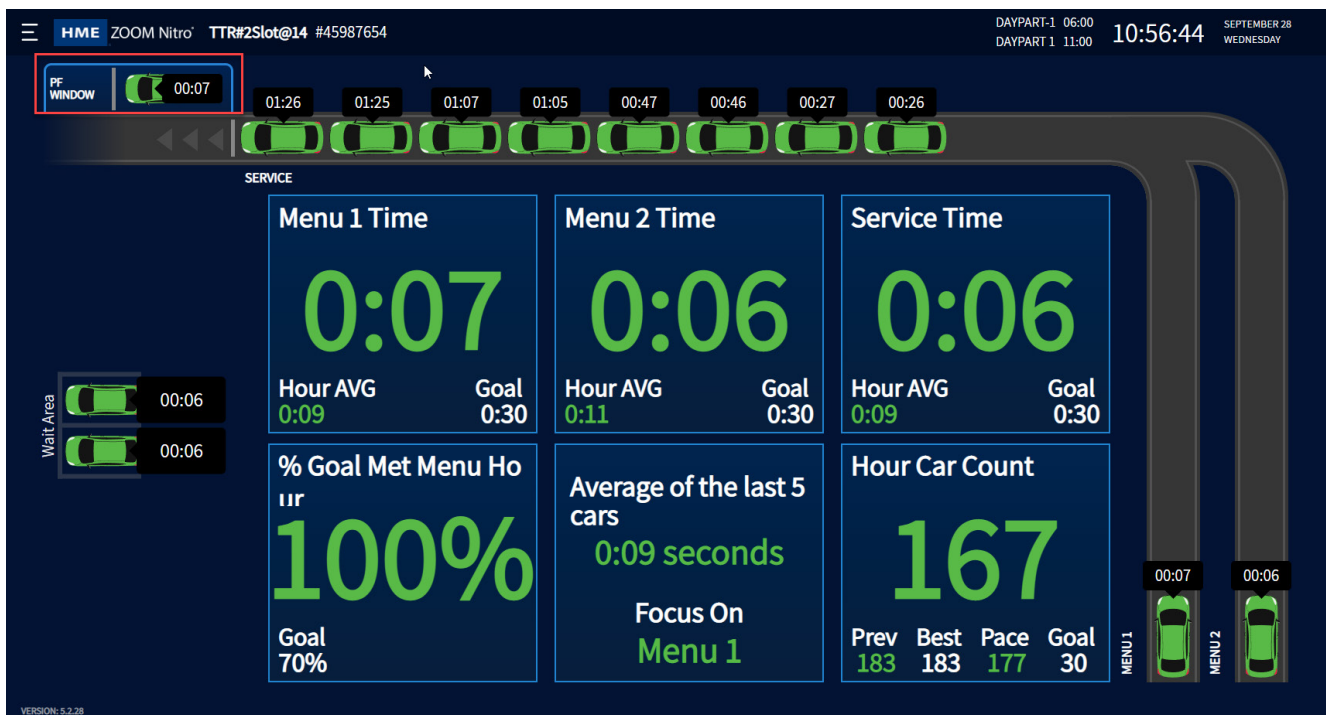 HME ZOOM Nitro® TTR#2Slot@14 #45987654
DAYPART-1 06:00
DAYPART 1 11:00
10:56:44
SEPTEMBER 28
WEDNESDAY
PF
WINDOW
00:07
01:26 01:25 01:07 01:05 00:47 00:46 00:27 00:26
SERVICE
Menu 1 Time
0:07
Hour AVG Goal
0:09 0:30
Menu 2 Time
0:06
Hour AVG Goal
0:11 0:30
Service Time
0:06
Hour AVG Goal
0:09 0:30
Wait Area
00:06
00:06
% Goal Met Menu Ho
ur
100%
Goal
70%
Average of the last 5
cars
0:09 seconds
Focus On
Menu 1
Hour Car Count
167
Prev Best Pace Goal
183 183 177 30
00:07 00:06
MENU 1
MENU 2
VERSION: 5.2.28